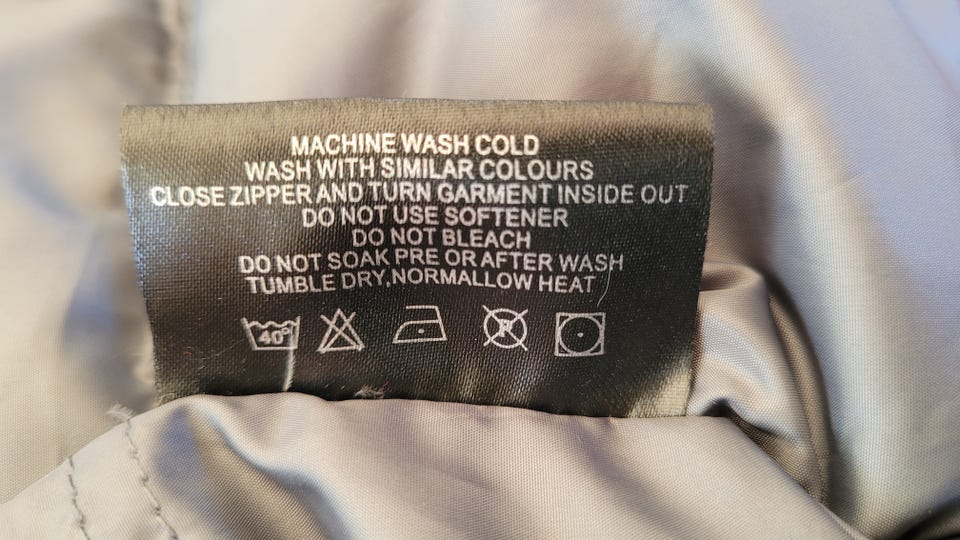 MACHINE WASH COLD
WASH WITH SIMILAR COLOURS
CLOSE ZIPPER AND TURN GARMENT INSIDE OUT
DO NOT USE SOFTENER
DO NOT BLEACH
DO NOT SOAK PRE OR AFTER WASH
TUMBLE DRY,NORMALLOW HEAT
40° P